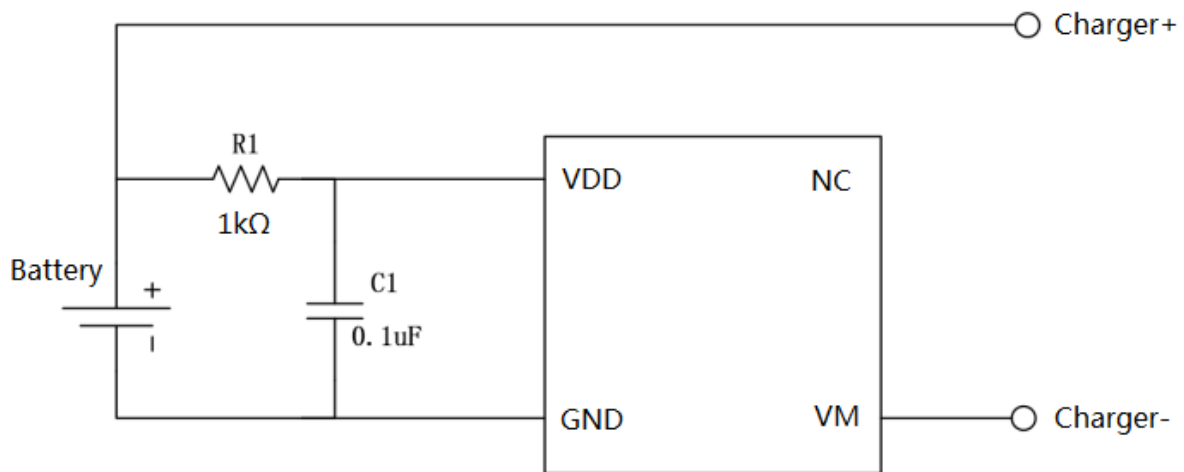 Charger+
R1
VDD
NC
1kΩ
Battery
+
-
C1
0.1uF
GND
VM
Charger-